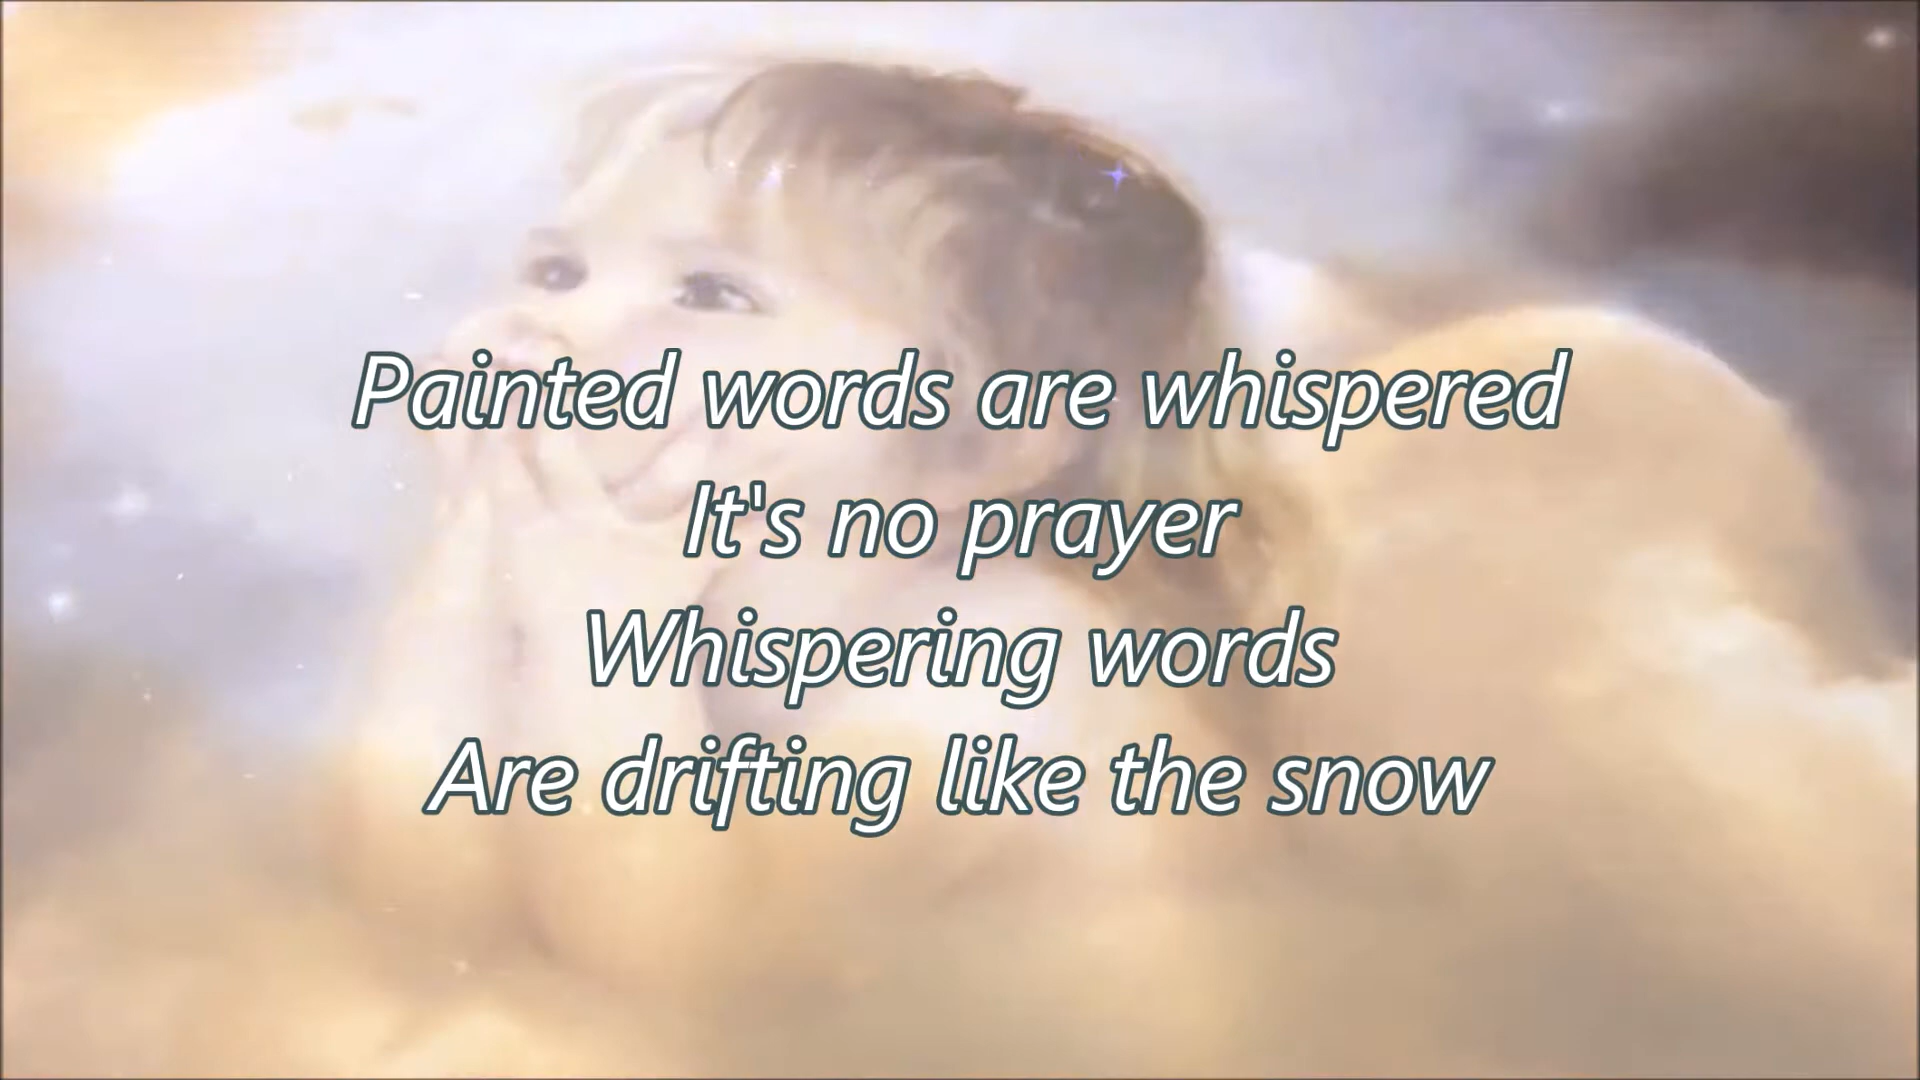 Painted words are whispered
It's no prayer
Whispering words
Are drifting like the snow